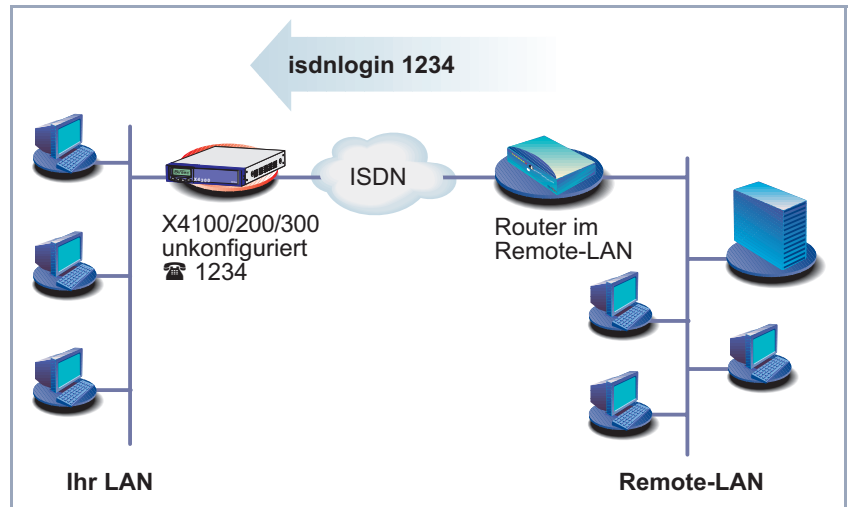 isdnlogin 1234
ISDN
X4100/200/300
unkonfiguriert
☎ 1234
Router im
Remote-LAN
Ihr LAN
Remote-LAN